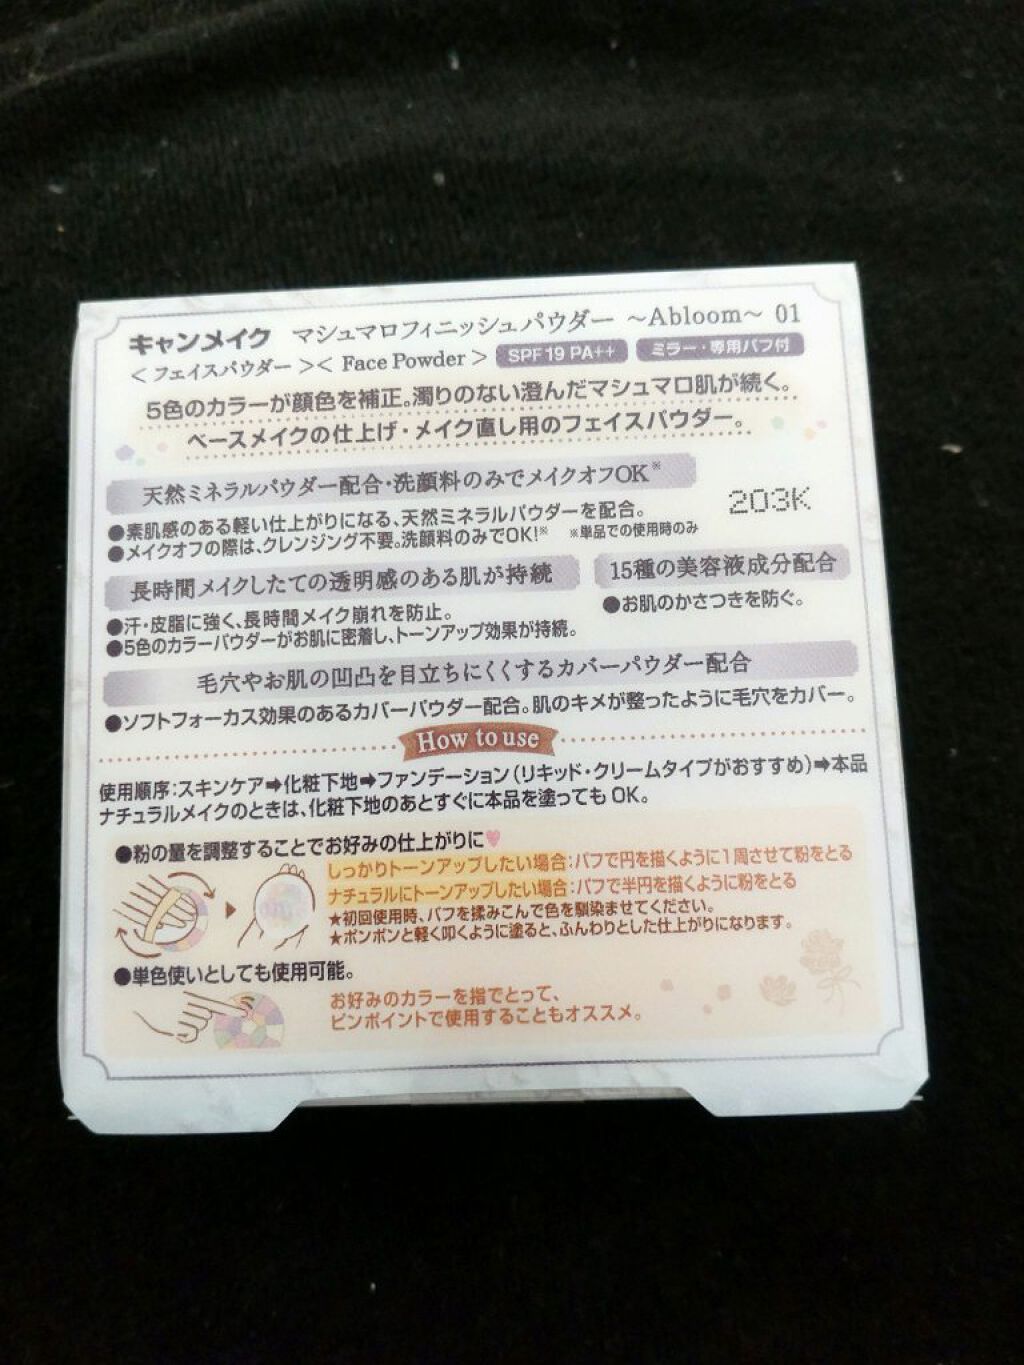 キャンメイク マシュマロフィニッシュパウダー ～Abloom～ 01
＜フェイスパウダー＞＜Face Powder＞ SPF19 PA++ ミラー・専用パフ付
5色のカラーが顔色を補正。濁りのない澄んだマシュマロ肌が続く。
ベースメイクの仕上げ・メイク直し用のフェイスパウダー。
天然ミネラルパウダー配合・洗顔料のみでメイクオフOK※
203K
●素肌感のある軽い仕上がりになる、天然ミネラルパウダーを配合。
●メイクオフの際は、クレンジング不要。洗顔料のみでOK!※ ※単品での使用時のみ
長時間メイクしたての透明感のある肌が持続
●汗・皮脂に強く、長時間メイク崩れを防止。
●5色のカラーパウダーがお肌に密着し、トーンアップ効果が持続。
15種の美容液成分配合
●お肌のかさつきを防ぐ。
毛穴やお肌の凹凸を目立ちにくくするカバーパウダー配合
●ソフトフォーカス効果のあるカバーパウダー配合。肌のキメが整ったように毛穴をカバー。
How to use
使用順序:スキンケア➡化粧下地➡ファンデーション(リキッド・クリームタイプがおすすめ)➡本品
ナチュラルメイクのときは、化粧下地のあとすぐに本品を塗ってもOK。
●粉の量を調整することでお好みの仕上がりに♥
しっかりトーンアップしたい場合:パフで円を描くように1周させて粉をとる
ナチュラルにトーンアップしたい場合:パフで半円を描くように粉をとる
★初回使用時、パフを揉みこんで色を馴染ませてください。
★ポンポンと軽く叩くように塗ると、ふんわりとした仕上がりになります。
●単色使いとしても使用可能。
お好みのカラーを指でとって、
ピンポイントで使用することもオススメ。